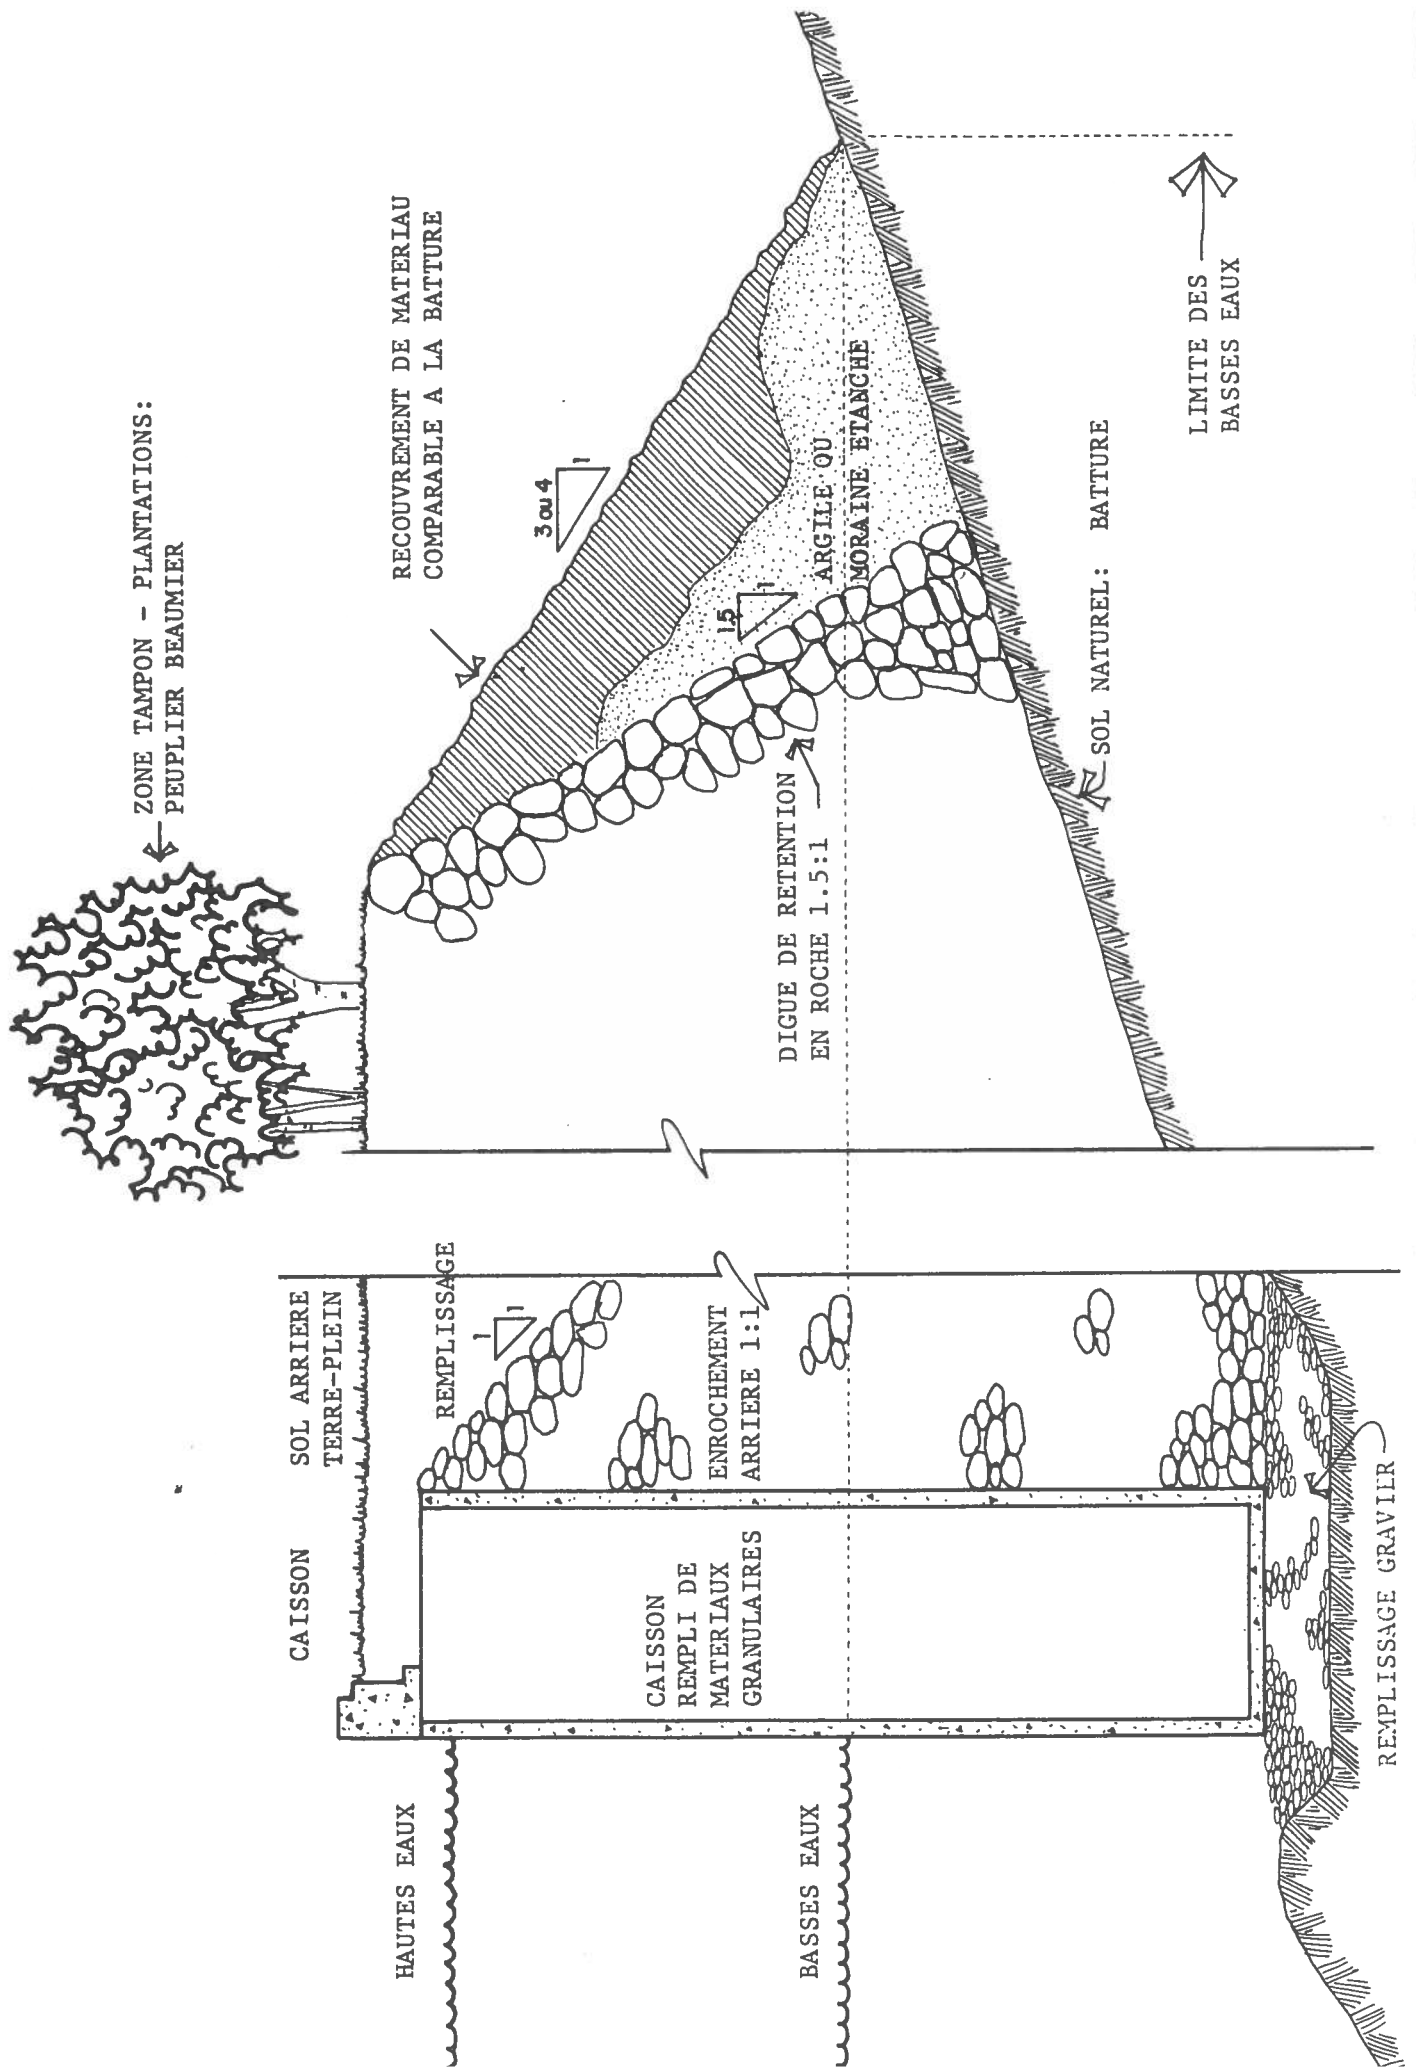 ZONE TAMPON - PLANTATIONS:
PEUPLIER BEAUMIER
RECOUVREMENT DE MATERIAU
COMPARABLE A LA BATTURE
3 ou 4
1
1.5
1
ARGILE OU
MORAINE ETANCHE
DIGUE DE RETENTION
EN ROCHE 1.5:1
SOL NATUREL: BATTURE
LIMITE DES
BASSES EAUX
CAISSON
SOL ARRIERE
TERRE-PLEIN
REMPLISSAGE
1
1
HAUTES EAUX
CAISSON
REMPLI DE
MATERIAUX
GRANULAIRES
ENROCHEMENT
ARRIERE 1:1
BASSES EAUX
REMPLISSAGE GRAVIER